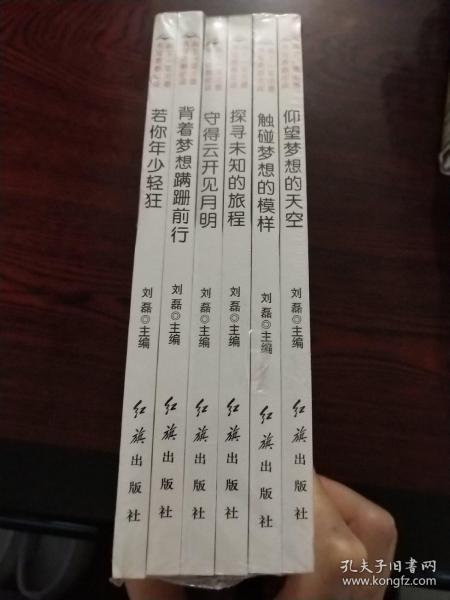 若你年少轻狂
刘磊◎主编
红旗出版社
背着梦想蹒跚前行
刘磊◎主编
红旗出版社
守得云开见月明
刘磊◎主编
红旗出版社
探寻未知的旅程
刘磊◎主编
红旗出版社
触碰梦想的模样
刘磊◎主编
红旗出版社
仰望梦想的天空
刘磊◎主编
红旗出版社
孔夫子旧书网
www.kongfz.com